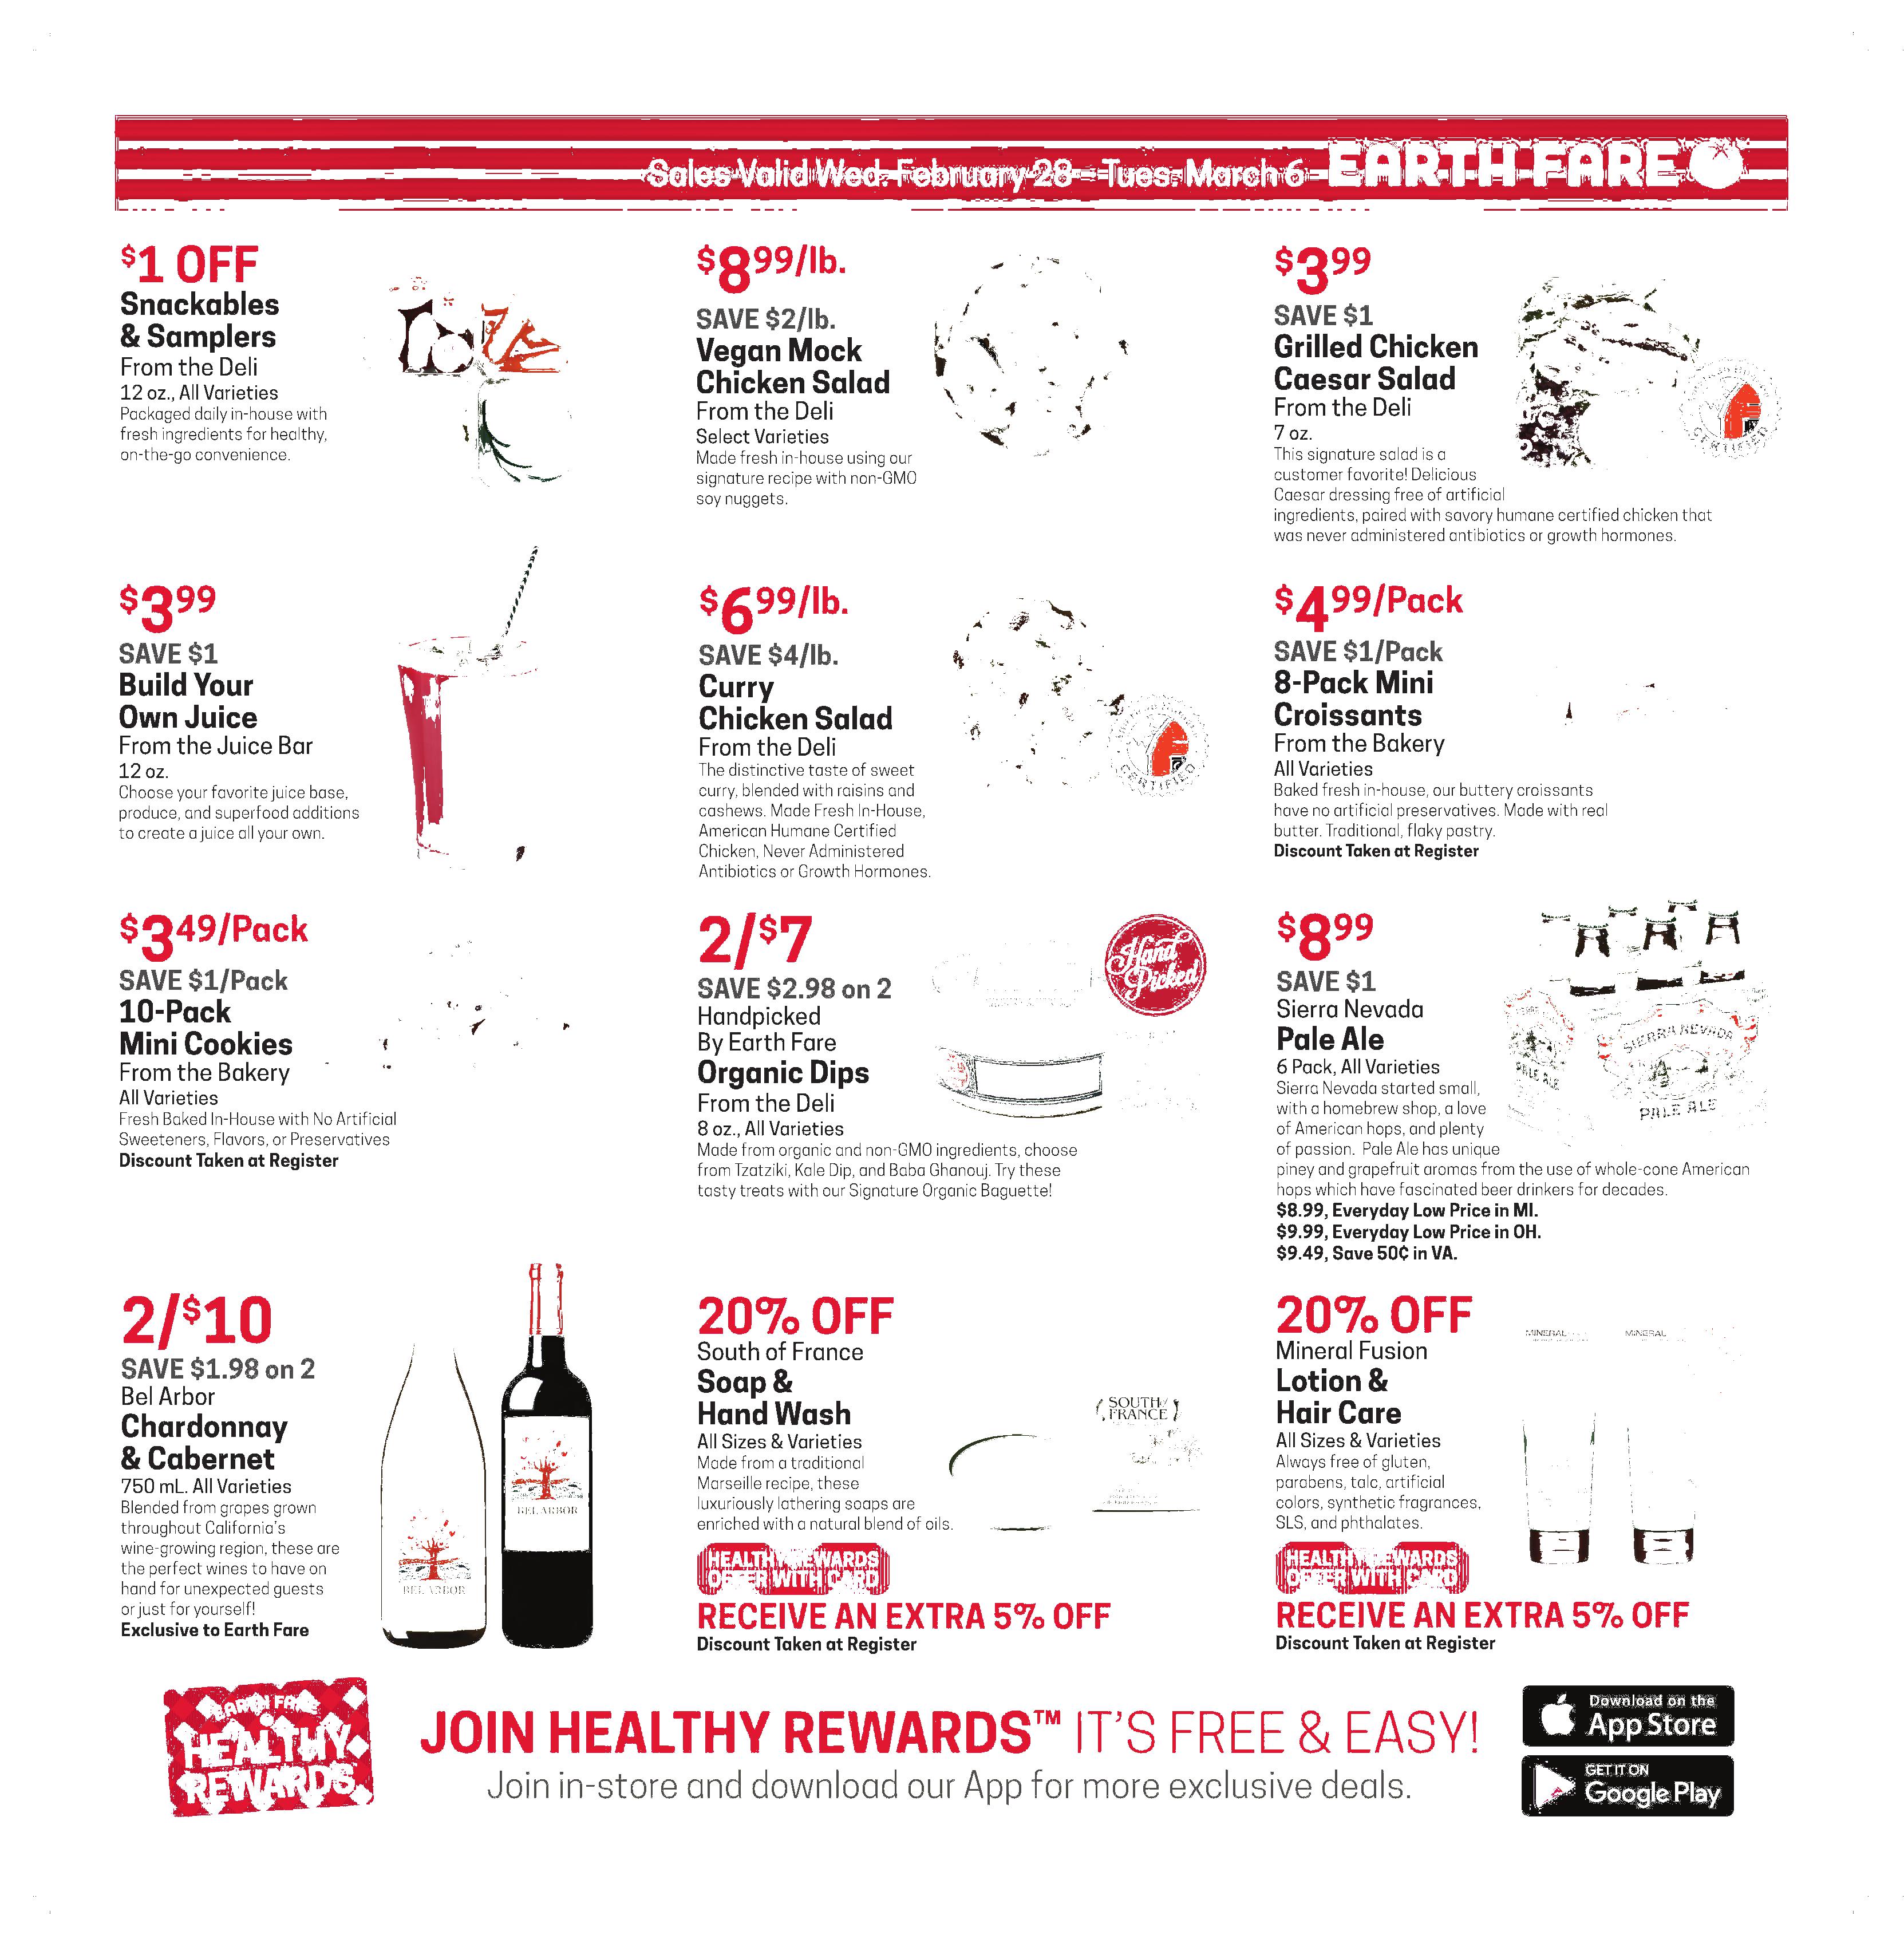 Sales Valid Wed. February 28 - Tues. March 6 EARTH FARE
$1 OFF
Snackables
& Samplers
From the Deli
12 oz., All Varieties
Packaged daily in-house with
fresh ingredients for healthy,
on-the-go convenience.
$8.99/lb.
SAVE $2/lb.
Vegan Mock
Chicken Salad
From the Deli
Select Varieties
Made fresh in-house using our
signature recipe with non-GMO
soy nuggets.
$3.99
SAVE $1
Grilled Chicken
Caesar Salad
From the Deli
7 oz.
This signature salad is a
customer favorite! Delicious
Caesar dressing free of artificial
ingredients, paired with savory humane certified chicken that
was never administered antibiotics or growth hormones.
CERTIFIED
$3.99
SAVE $1
Build Your
Own Juice
From the Juice Bar
12 oz.
Choose your favorite juice base,
produce, and superfood additions
to create a juice all your own.
$6.99/lb.
SAVE $4/lb.
Curry
Chicken Salad
From the Deli
The distinctive taste of sweet
curry, blended with raisins and
cashews. Made Fresh In-House,
American Humane Certified
Chicken, Never Administered
Antibiotics or Growth Hormones.
CERTIFIED
$4.99/Pack
SAVE $1/Pack
8-Pack Mini
Croissants
From the Bakery
All Varieties
Baked fresh in-house, our buttery croissants
have no artificial preservatives. Made with real
butter. Traditional, flaky pastry.
Discount Taken at Register
$3.49/Pack
SAVE $1/Pack
10-Pack
Mini Cookies
From the Bakery
All Varieties
Fresh Baked In-House with No Artificial
Sweeteners, Flavors, or Preservatives
Discount Taken at Register
2/$7
SAVE $2.98 on 2
Handpicked
By Earth Fare
Organic Dips
From the Deli
8 oz., All Varieties
Made from organic and non-GMO ingredients, choose
from Tzatziki, Kale Dip, and Baba Ghanouj. Try these
tasty treats with our Signature Organic Baguette!
Hand
Picked
$8.99
SAVE $1
Sierra Nevada
Pale Ale
6 Pack, All Varieties
Sierra Nevada started small,
with a homebrew shop, a love
of American hops, and plenty
of passion. Pale Ale has unique
piney and grapefruit aromas from the use of whole-cone American
hops which have fascinated beer drinkers for decades.
$8.99, Everyday Low Price in MI.
$9.99, Everyday Low Price in OH.
$9.49, Save 50¢ in VA.
SIERRA NEVADA
PALE ALE
PALE ALE
2/$10
SAVE $1.98 on 2
Bel Arbor
Chardonnay
& Cabernet
750 mL. All Varieties
Blended from grapes grown
throughout California's
wine-growing region, these are
the perfect wines to have on
hand for unexpected guests
or just for yourself!
Exclusive to Earth Fare
BEL ARBOR
BEL ARBOR
20% OFF
South of France
Soap &
Hand Wash
All Sizes & Varieties
Made from a traditional
Marseille recipe, these
luxuriously lathering soaps are
enriched with a natural blend of oils.
HEALTHY REWARDS
OFFER WITH CARD
RECEIVE AN EXTRA 5% OFF
Discount Taken at Register
SOUTH of
FRANCE
20% OFF
Mineral Fusion
Lotion &
Hair Care
All Sizes & Varieties
Always free of gluten,
parabens, talc, artificial
colors, synthetic fragrances,
SLS, and phthalates.
HEALTHY REWARDS
OFFER WITH CARD
RECEIVE AN EXTRA 5% OFF
Discount Taken at Register
MINERAL
MINERAL
EARTH FARE
HEALTHY
REWARDS
JOIN HEALTHY REWARDS™ IT'S FREE & EASY!
Join in-store and download our App for more exclusive deals.
Download on the
App Store
GET IT ON
Google Play